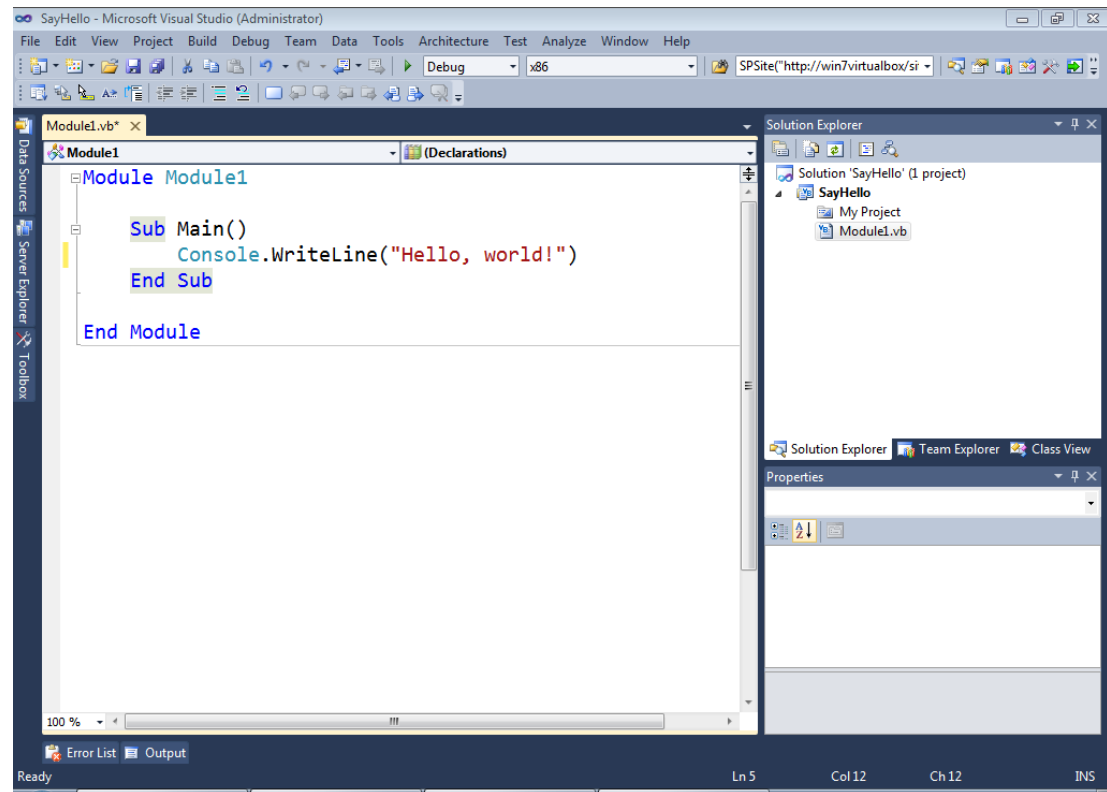 SayHello - Microsoft Visual Studio (Administrator)
File Edit View Project Build Debug Team Data Tools Architecture Test Analyze Window Help
Debug x86 SPSite("http://win7virtualbox/si
Module1.vb* Solution Explorer
Module1 (Declarations)
Data Sources
Server Explorer
Toolbox
Module Module1
Sub Main()
Console.WriteLine("Hello, world!")
End Sub
End Module
Solution 'SayHello' (1 project)
SayHello
My Project
Module1.vb
Solution Explorer Team Explorer Class View
Properties
100 %
Error List Output
Ready Ln 5 Col 12 Ch 12 INS